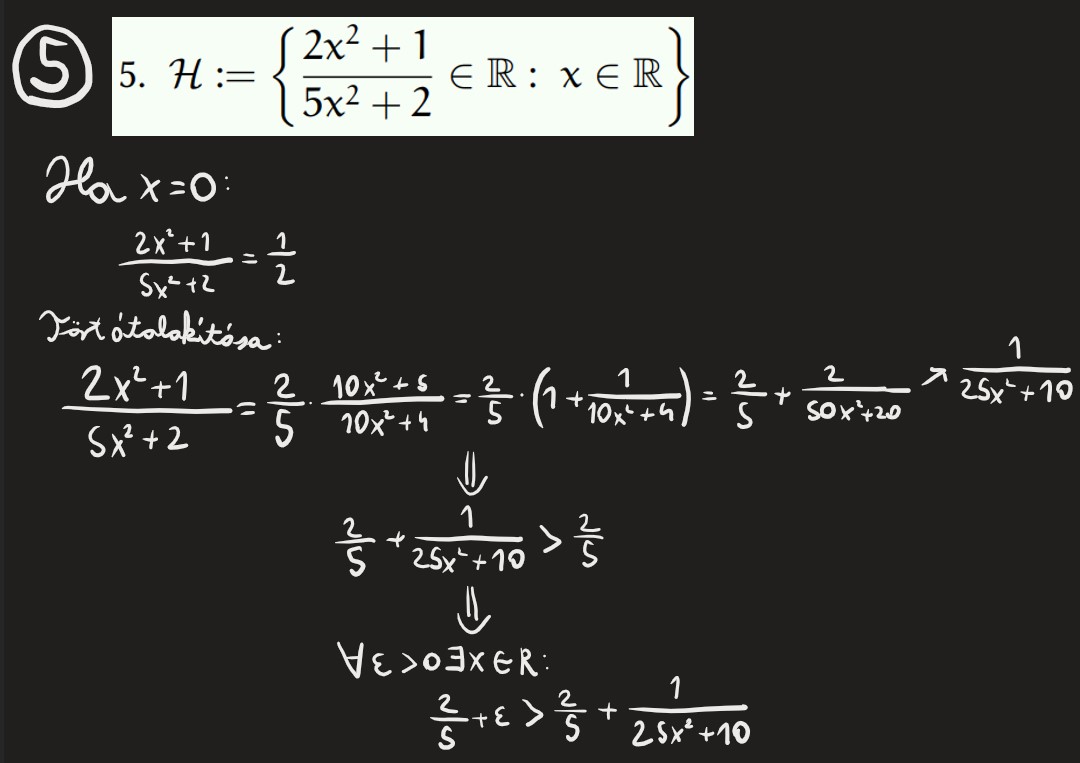 ⑤ 5. H := { (2x² + 1)/(5x² + 2) ∈ ℝ : x ∈ ℝ }
Ha x=0:
(2x²+1)/(5x²+2) = 1/2
Tört átalakítása:
(2x²+1)/(5x²+2) = 2/5 · (10x²+5)/(10x²+4) = 2/5 · (1 + 1/(10x²+4)) = 2/5 + 2/(50x²+20) ↗ 1/(25x²+10)
⇓
2/5 + 1/(25x²+10) > 2/5
⇓
∀ε>0∃x∈R:
2/5 + ε > 2/5 + 1/(25x²+10)